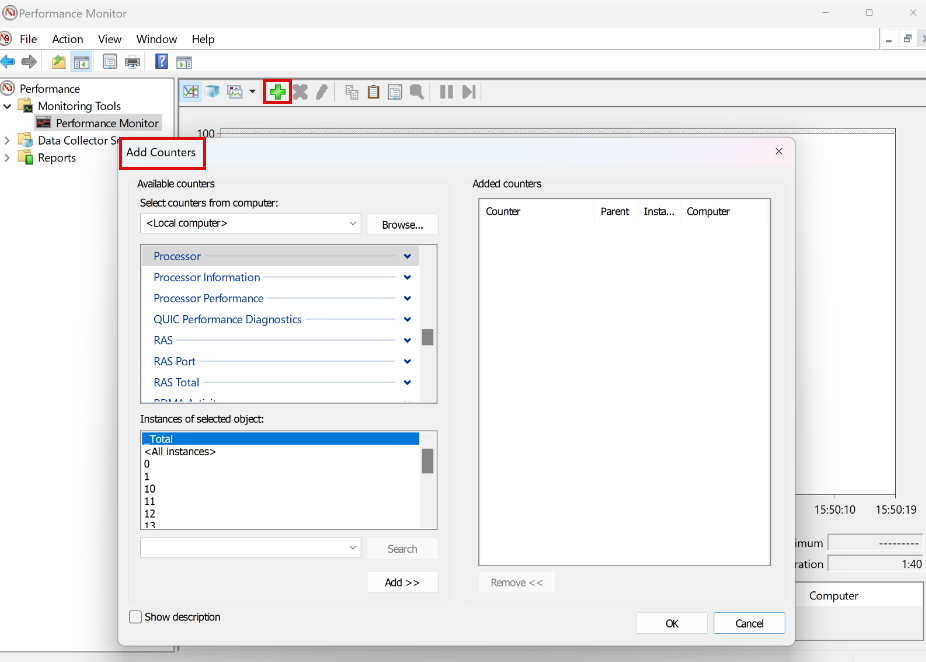 Performance Monitor
File Action View Window Help
Performance
Monitoring Tools
Performance Monitor
Data Collector Se
Reports
100
Add Counters
Available counters
Select counters from computer:
<Local computer>
Browse...
Processor
Processor Information
Processor Performance
QUIC Performance Diagnostics
RAS
RAS Port
RAS Total
RDMA Activity
Instances of selected object:
_Total
<All instances>
0
1
10
11
12
13
Search
Add >>
Show description
Added counters
Counter Parent Insta... Computer
Remove <<
OK Cancel
15:50:10 15:50:19
imum ---------
ration 1:40
Computer